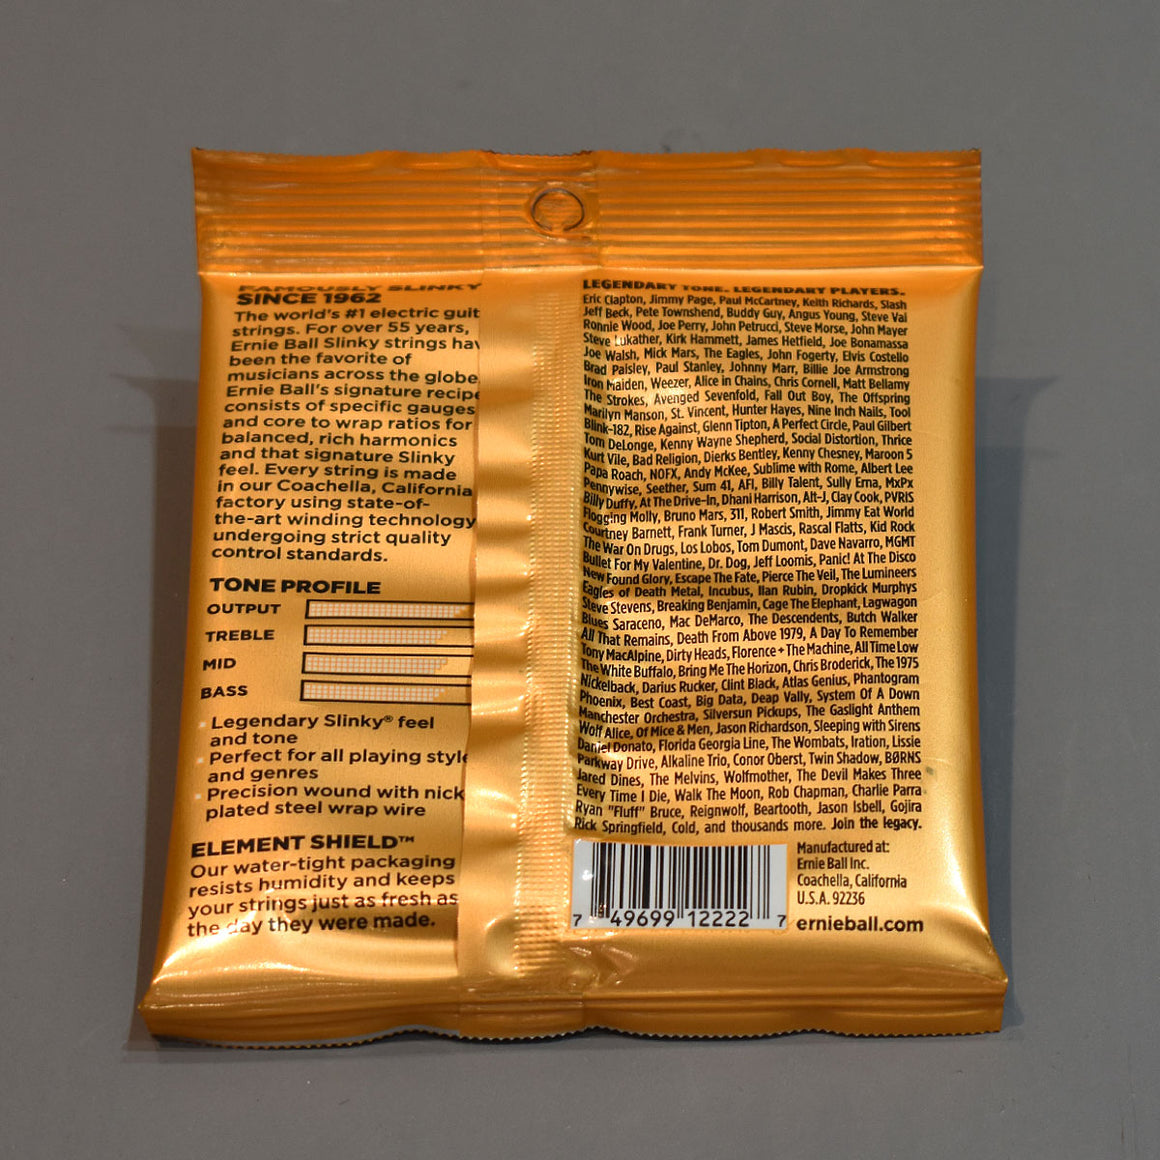 FAMOUSLY SLINKY
SINCE 1962
The world's #1 electric guit
strings. For over 55 years,
Ernie Ball Slinky strings hav
been the favorite of
musicians across the globe.
Ernie Ball's signature recipe
consists of specific gauges
and core to wrap ratios for
balanced, rich harmonics
and that signature Slinky
feel. Every string is made
in our Coachella, California
factory using state-of-
the-art winding technology
undergoing strict quality
control standards.
TONE PROFILE
OUTPUT
TREBLE
MID
BASS
Legendary Slinky® feel
and tone
Perfect for all playing style
and genres
Precision wound with nick
plated steel wrap wire
ELEMENT SHIELD™
Our water-tight packaging
resists humidity and keeps
your strings just as fresh as
the day they were made.
LEGENDARY TONE. LEGENDARY PLAYERS.
Eric Clapton, Jimmy Page, Paul McCartney, Keith Richards, Slash
Jeff Beck, Pete Townshend, Buddy Guy, Angus Young, Steve Vai
Ronnie Wood, Joe Perry, John Petrucci, Steve Morse, John Mayer
Steve Lukather, Kirk Hammett, James Hetfield, Joe Bonamassa
Joe Walsh, Mick Mars, The Eagles, John Fogerty, Elvis Costello
Brad Paisley, Paul Stanley, Johnny Marr, Billie Joe Armstrong
Iron Maiden, Weezer, Alice in Chains, Chris Cornell, Matt Bellamy
The Strokes, Avenged Sevenfold, Fall Out Boy, The Offspring
Marilyn Manson, St. Vincent, Hunter Hayes, Nine Inch Nails, Tool
Blink-182, Rise Against, Glenn Tipton, A Perfect Circle, Paul Gilbert
Tom DeLonge, Kenny Wayne Shepherd, Social Distortion, Thrice
Kurt Vile, Bad Religion, Dierks Bentley, Kenny Chesney, Maroon 5
Papa Roach, NOFX, Andy McKee, Sublime with Rome, Albert Lee
Pennywise, Seether, Sum 41, AFI, Billy Talent, Sully Erna, MxPx
Billy Duffy, At The Drive-In, Dhani Harrison, Alt-J, Clay Cook, PVRIS
Flogging Molly, Bruno Mars, 311, Robert Smith, Jimmy Eat World
Courtney Barnett, Frank Turner, J Mascis, Rascal Flatts, Kid Rock
The War On Drugs, Los Lobos, Tom Dumont, Dave Navarro, MGMT
Bullet For My Valentine, Dr. Dog, Jeff Loomis, Panic! At The Disco
New Found Glory, Escape The Fate, Pierce The Veil, The Lumineers
Eagles of Death Metal, Incubus, Ilan Rubin, Dropkick Murphys
Steve Stevens, Breaking Benjamin, Cage The Elephant, Lagwagon
Blues Saraceno, Mac DeMarco, The Descendents, Butch Walker
All That Remains, Death From Above 1979, A Day To Remember
Tony MacAlpine, Dirty Heads, Florence + The Machine, All Time Low
The White Buffalo, Bring Me The Horizon, Chris Broderick, The 1975
Nickelback, Darius Rucker, Clint Black, Atlas Genius, Phantogram
Phoenix, Best Coast, Big Data, Deap Vally, System Of A Down
Manchester Orchestra, Silversun Pickups, The Gaslight Anthem
Wolf Alice, Of Mice & Men, Jason Richardson, Sleeping with Sirens
Daniel Donato, Florida Georgia Line, The Wombats, Iration, Lissie
Parkway Drive, Alkaline Trio, Conor Oberst, Twin Shadow, BØRNS
Jared Dines, The Melvins, Wolfmother, The Devil Makes Three
Every Time I Die, Walk The Moon, Rob Chapman, Charlie Parra
Ryan "Fluff" Bruce, Reignwolf, Beartooth, Jason Isbell, Gojira
Rick Springfield, Cold, and thousands more. Join the legacy.
7 49699 12222 7
Manufactured at:
Ernie Ball Inc.
Coachella, California
U.S.A. 92236
ernieball.com